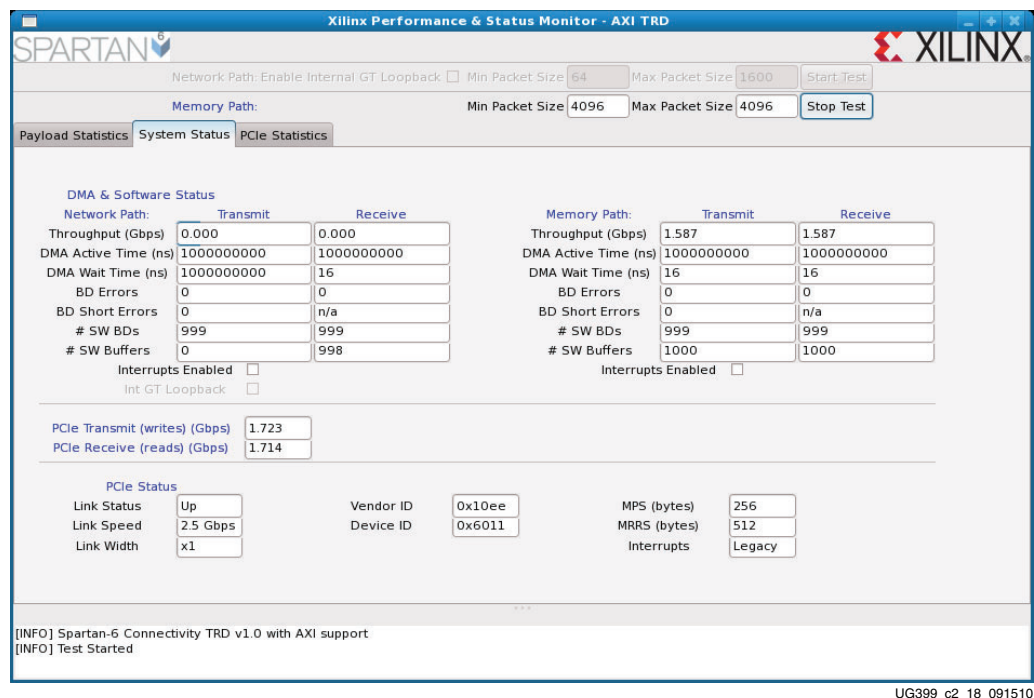 Xilinx Performance & Status Monitor - AXI TRD
SPARTAN 6
XILINX®
Network Path: Enable Internal GT Loopback Min Packet Size 64 Max Packet Size 1600 Start Test
Memory Path: Min Packet Size 4096 Max Packet Size 4096 Stop Test
Payload Statistics System Status PCIe Statistics
DMA & Software Status
Network Path: Transmit Receive Memory Path: Transmit Receive
Throughput (Gbps) 0.000 0.000 Throughput (Gbps) 1.587 1.587
DMA Active Time (ns) 1000000000 1000000000 DMA Active Time (ns) 1000000000 1000000000
DMA Wait Time (ns) 1000000000 16 DMA Wait Time (ns) 16 16
BD Errors 0 0 BD Errors 0 0
BD Short Errors 0 n/a BD Short Errors 0 n/a
# SW BDs 999 999 # SW BDs 999 999
# SW Buffers 0 998 # SW Buffers 1000 1000
Interrupts Enabled Interrupts Enabled
Int GT Loopback
PCIe Transmit (writes) (Gbps) 1.723
PCIe Receive (reads) (Gbps) 1.714
PCIe Status
Link Status Up Vendor ID 0x10ee MPS (bytes) 256
Link Speed 2.5 Gbps Device ID 0x6011 MRRS (bytes) 512
Link Width x1 Interrupts Legacy
[INFO] Spartan-6 Connectivity TRD v1.0 with AXI support
[INFO] Test Started
UG399_c2_18_091510